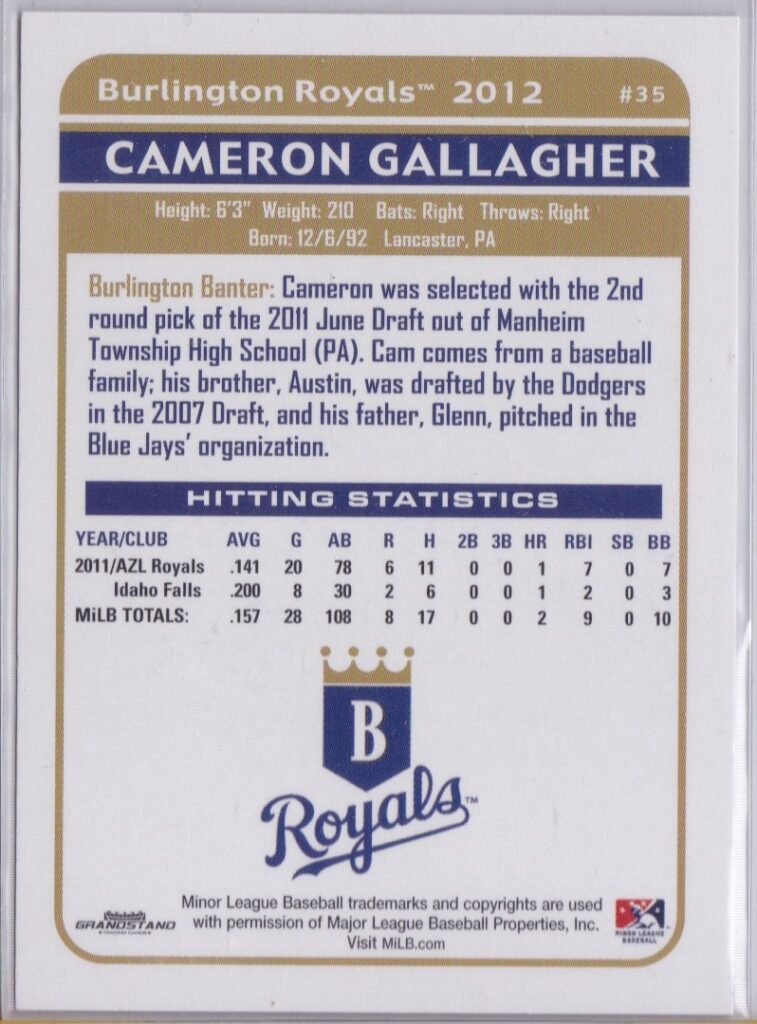 Burlington Royals™ 2012 #35
CAMERON GALLAGHER
Height: 6'3" Weight: 210 Bats: Right Throws: Right
Born: 12/6/92 Lancaster, PA
Burlington Banter: Cameron was selected with the 2nd
round pick of the 2011 June Draft out of Manheim
Township High School (PA). Cam comes from a baseball
family; his brother, Austin, was drafted by the Dodgers
in the 2007 Draft, and his father, Glenn, pitched in the
Blue Jays' organization.
HITTING STATISTICS
YEAR/CLUB AVG G AB R H 2B 3B HR RBI SB BB
2011/AZL Royals .141 20 78 6 11 0 0 1 7 0 7
Idaho Falls .200 8 30 2 6 0 0 1 2 0 3
MiLB TOTALS: .157 28 108 8 17 0 0 2 9 0 10
B
Royals™
Minor League Baseball trademarks and copyrights are used
with permission of Major League Baseball Properties, Inc.
Visit MiLB.com
GRANDSTAND
TRADING CARDS
MINOR LEAGUE
BASEBALL